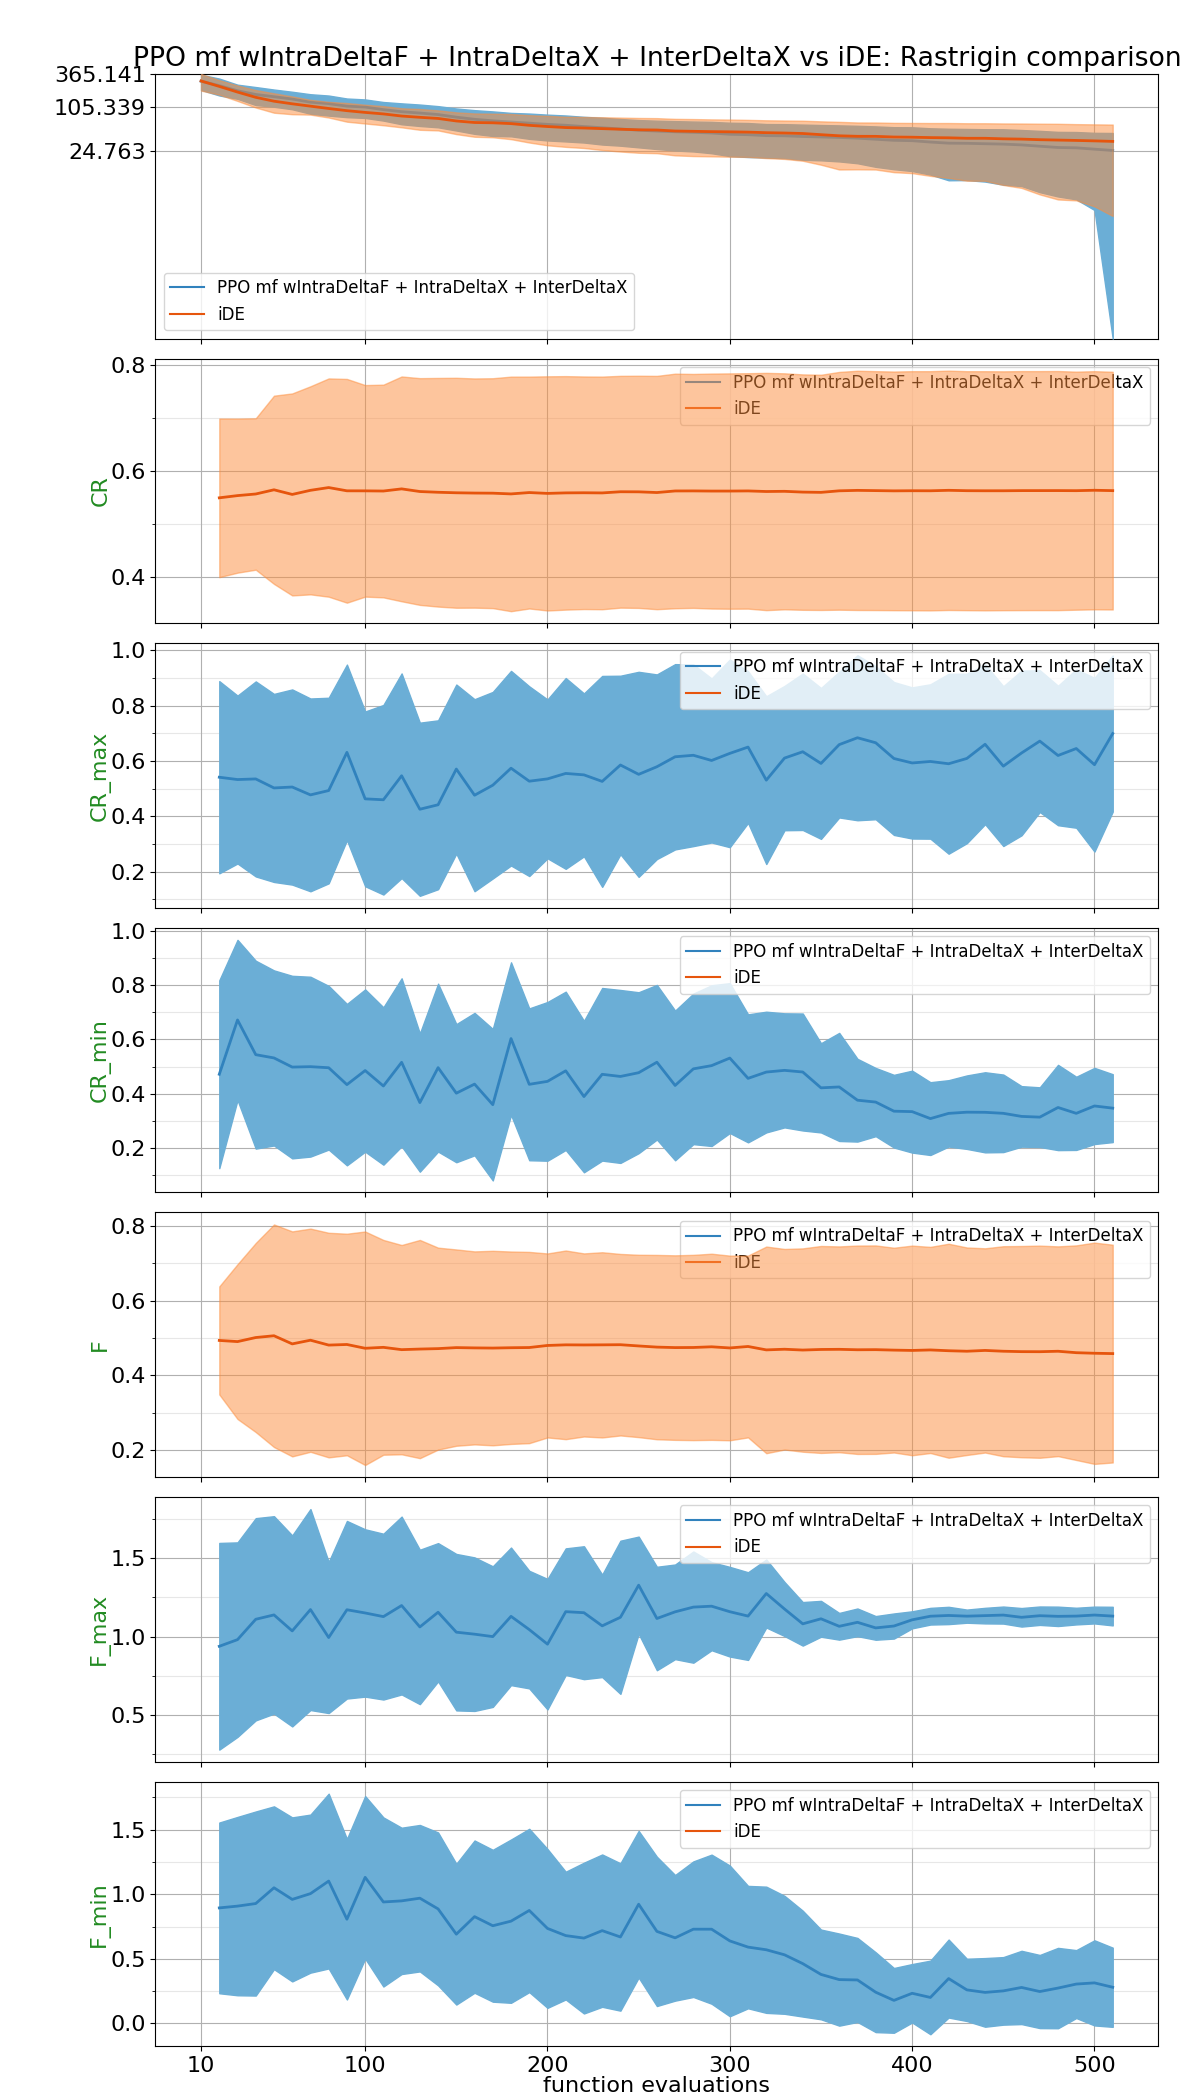 PPO mf wIntraDeltaF + IntraDeltaX + InterDeltaX vs iDE: Rastrigin comparison
365.141
105.339
24.763
PPO mf wIntraDeltaF + IntraDeltaX + InterDeltaX
iDE
0.8
0.6
0.4
CR
PPO mf wIntraDeltaF + IntraDeltaX + InterDeltaX
iDE
1.0
0.8
0.6
0.4
0.2
CR_max
PPO mf wIntraDeltaF + IntraDeltaX + InterDeltaX
iDE
1.0
0.8
0.6
0.4
0.2
CR_min
PPO mf wIntraDeltaF + IntraDeltaX + InterDeltaX
iDE
0.8
0.6
0.4
0.2
F
PPO mf wIntraDeltaF + IntraDeltaX + InterDeltaX
iDE
1.5
1.0
0.5
F_max
PPO mf wIntraDeltaF + IntraDeltaX + InterDeltaX
iDE
1.5
1.0
0.5
0.0
F_min
PPO mf wIntraDeltaF + IntraDeltaX + InterDeltaX
iDE
10 100 200 300 400 500
function evaluations